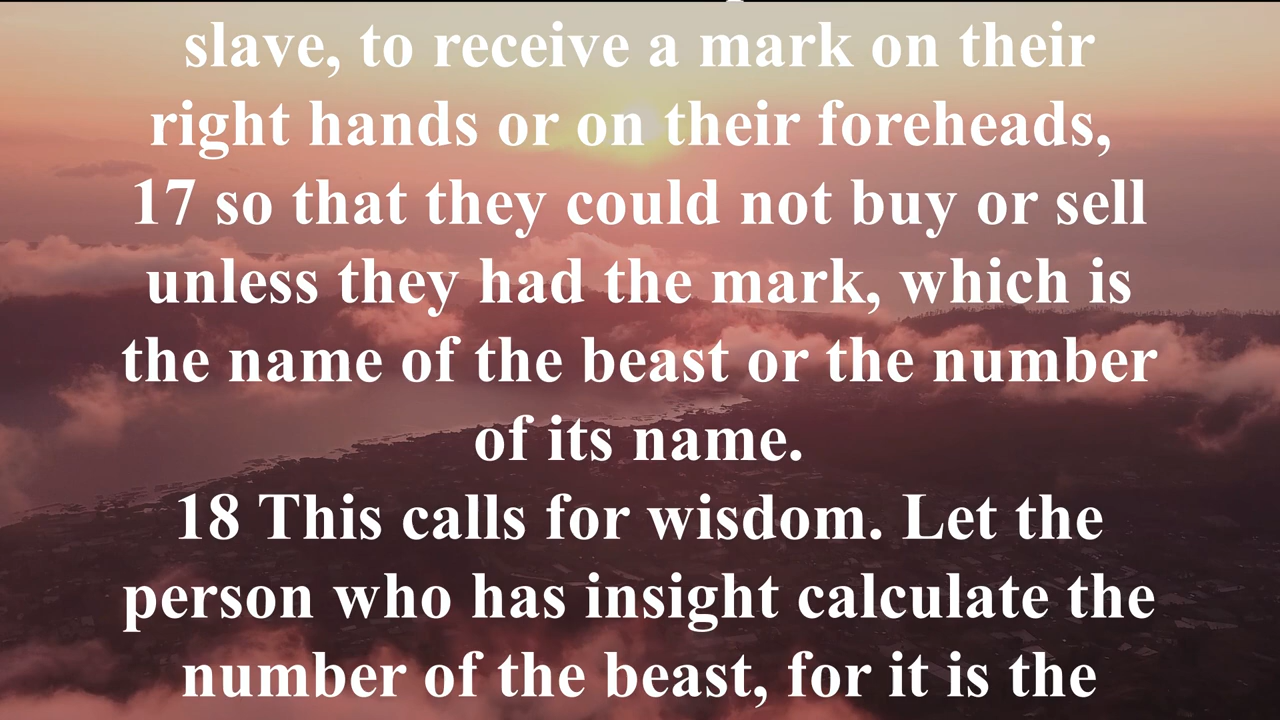 slave, to receive a mark on their
right hands or on their foreheads,
17 so that they could not buy or sell
unless they had the mark, which is
the name of the beast or the number
of its name.
18 This calls for wisdom. Let the
person who has insight calculate the
number of the beast, for it is the